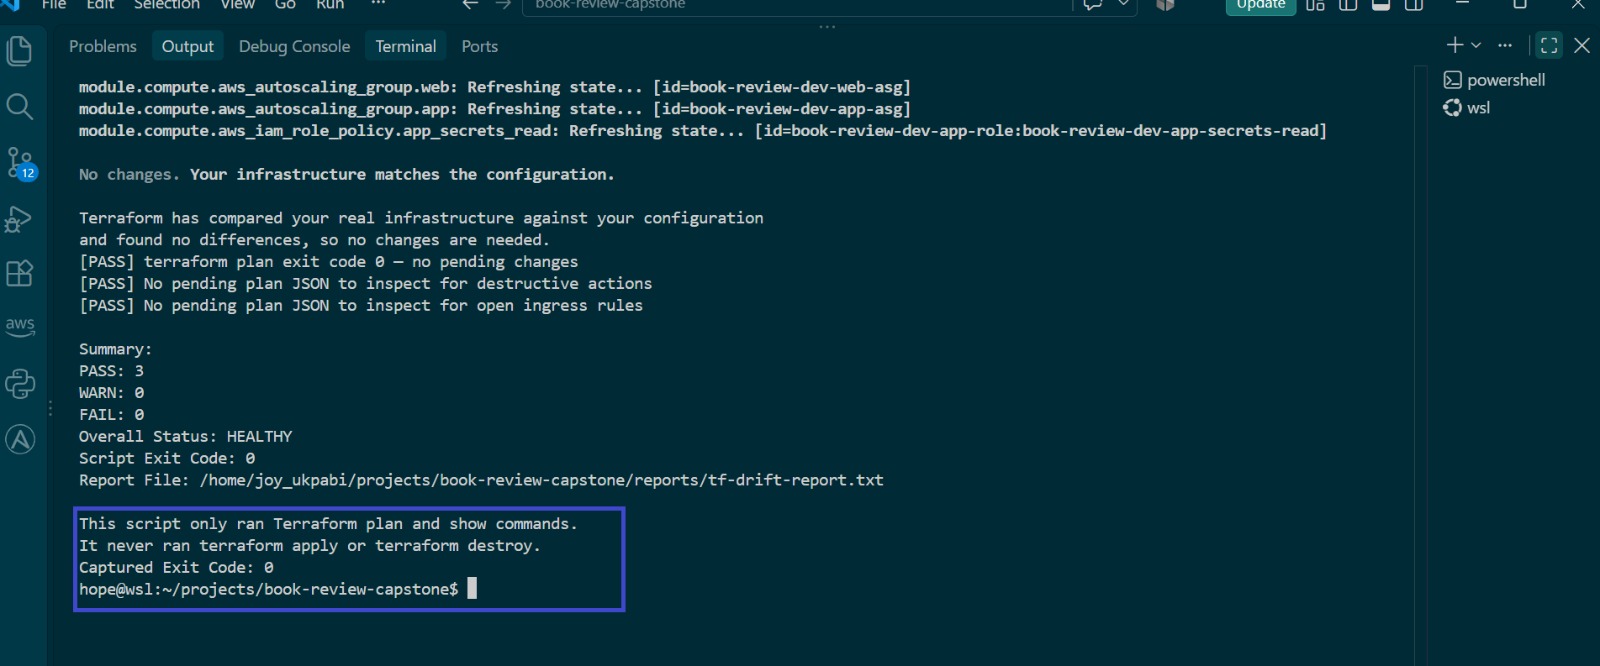 File Edit Selection View Go Run ···
book-review-capstone
Update
Problems Output Debug Console Terminal Ports
module.compute.aws_autoscaling_group.web: Refreshing state... [id=book-review-dev-web-asg]
module.compute.aws_autoscaling_group.app: Refreshing state... [id=book-review-dev-app-asg]
module.compute.aws_iam_role_policy.app_secrets_read: Refreshing state... [id=book-review-dev-app-role:book-review-dev-app-secrets-read]
No changes. Your infrastructure matches the configuration.
Terraform has compared your real infrastructure against your configuration
and found no differences, so no changes are needed.
[PASS] terraform plan exit code 0 — no pending changes
[PASS] No pending plan JSON to inspect for destructive actions
[PASS] No pending plan JSON to inspect for open ingress rules
Summary:
PASS: 3
WARN: 0
FAIL: 0
Overall Status: HEALTHY
Script Exit Code: 0
Report File: /home/joy_ukpabi/projects/book-review-capstone/reports/tf-drift-report.txt
This script only ran Terraform plan and show commands.
It never ran terraform apply or terraform destroy.
Captured Exit Code: 0
hope@wsl:~/projects/book-review-capstone$
powershell
wsl
12
aws